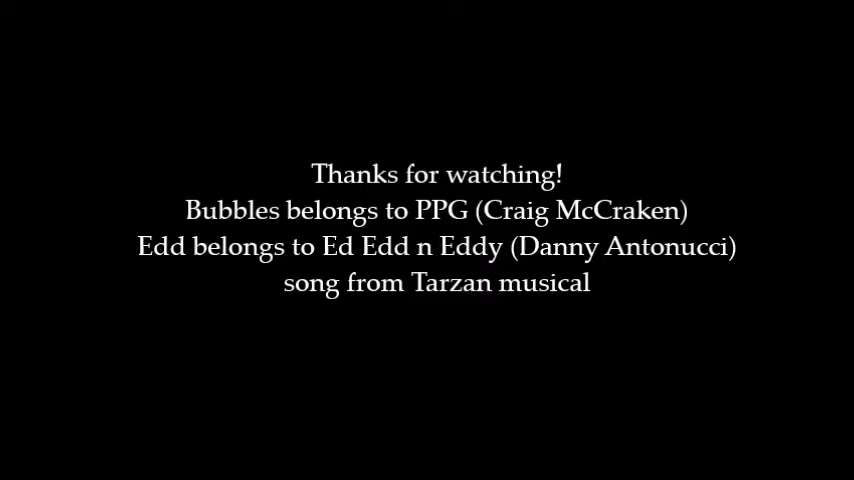 Thanks for watching!
Bubbles belongs to PPG (Craig McCraken)
Edd belongs to Ed Edd n Eddy (Danny Antonucci)
song from Tarzan musical